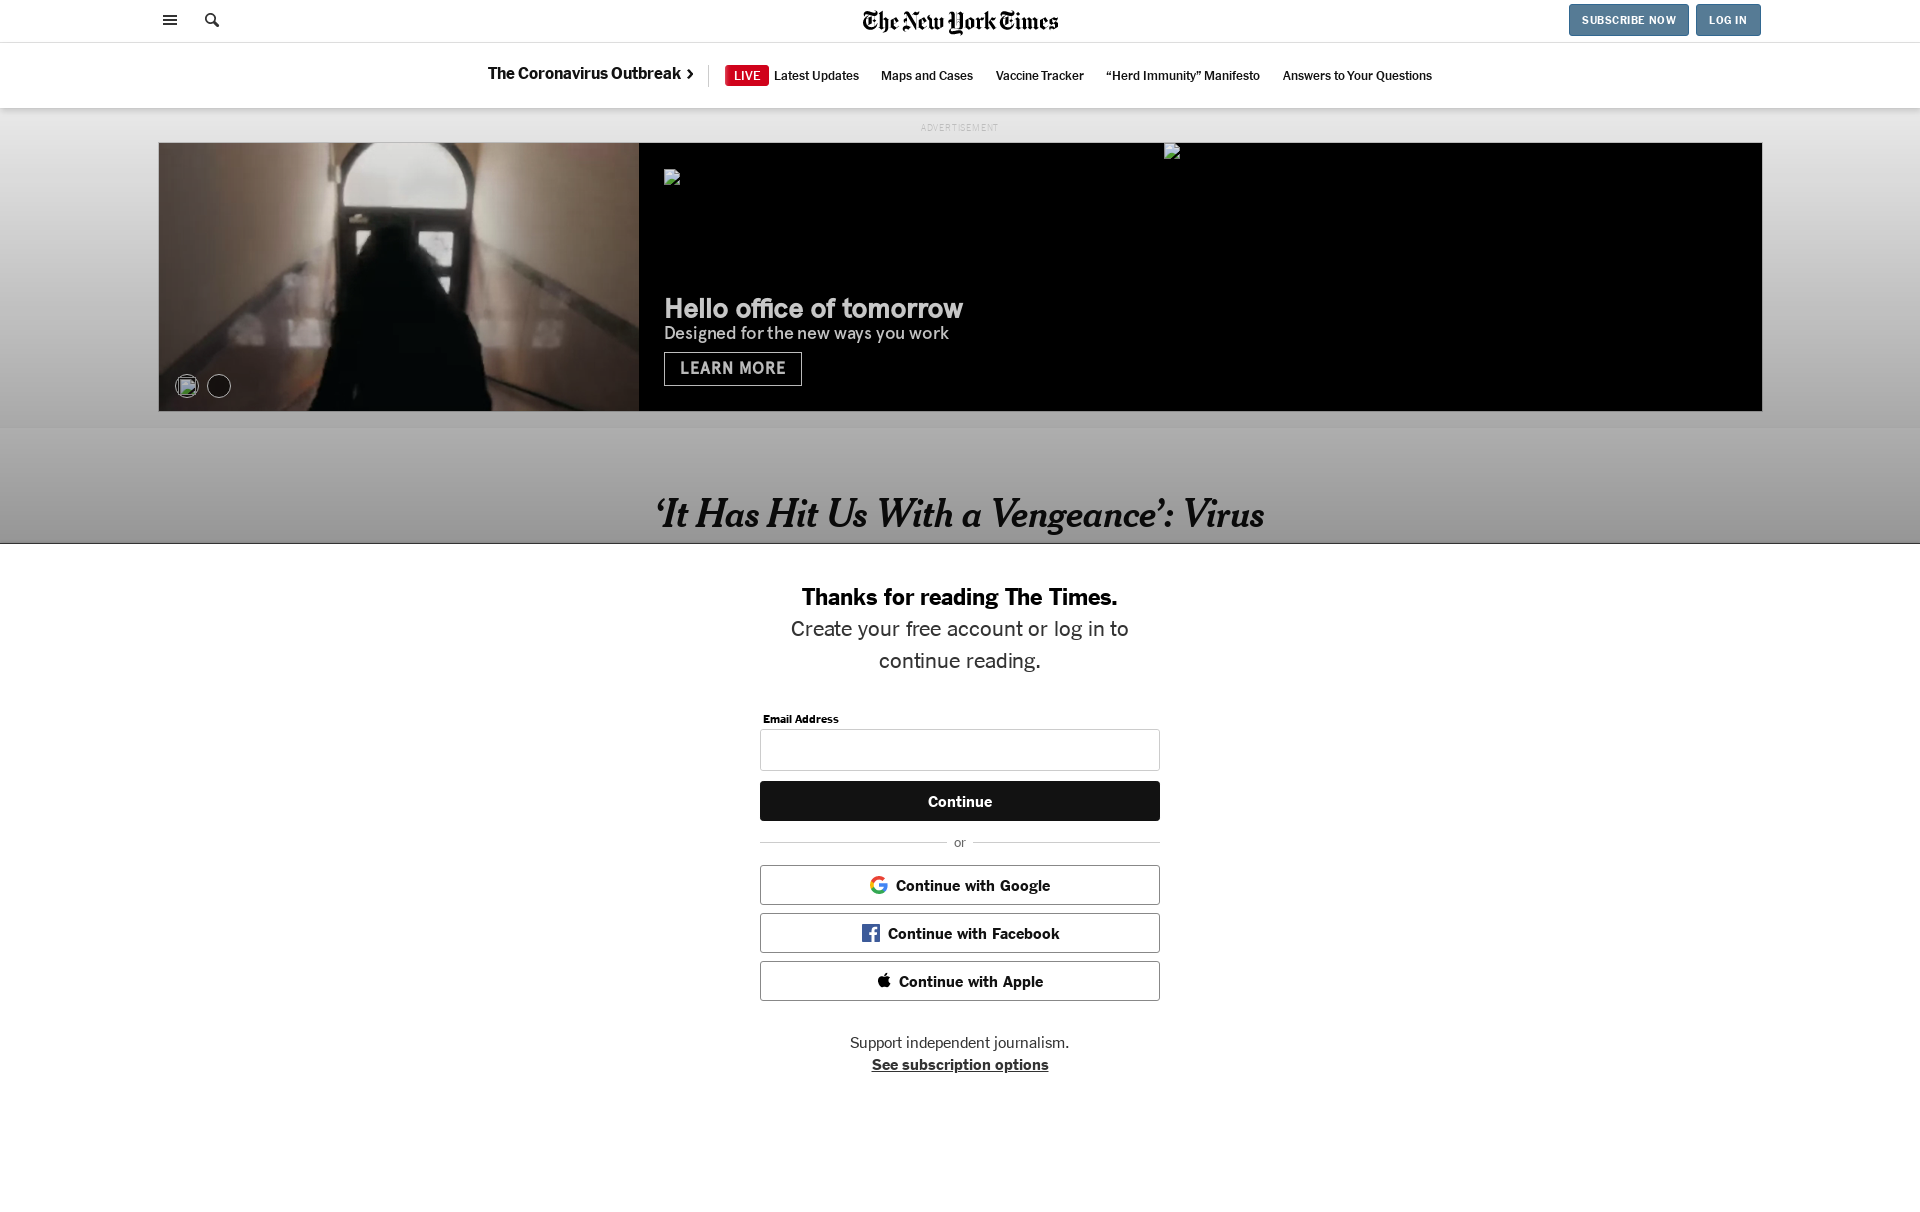 The New York Times
SUBSCRIBE NOW
LOG IN
The Coronavirus Outbreak
LIVE Latest Updates
Maps and Cases
Vaccine Tracker
“Herd Immunity” Manifesto
Answers to Your Questions
ADVERTISEMENT
Hello office of tomorrow
Designed for the new ways you work
LEARN MORE
‘It Has Hit Us With a Vengeance’: Virus
Thanks for reading The Times.
Create your free account or log in to
continue reading.
Email Address
Continue
or
Continue with Google
Continue with Facebook
Continue with Apple
Support independent journalism.
See subscription options